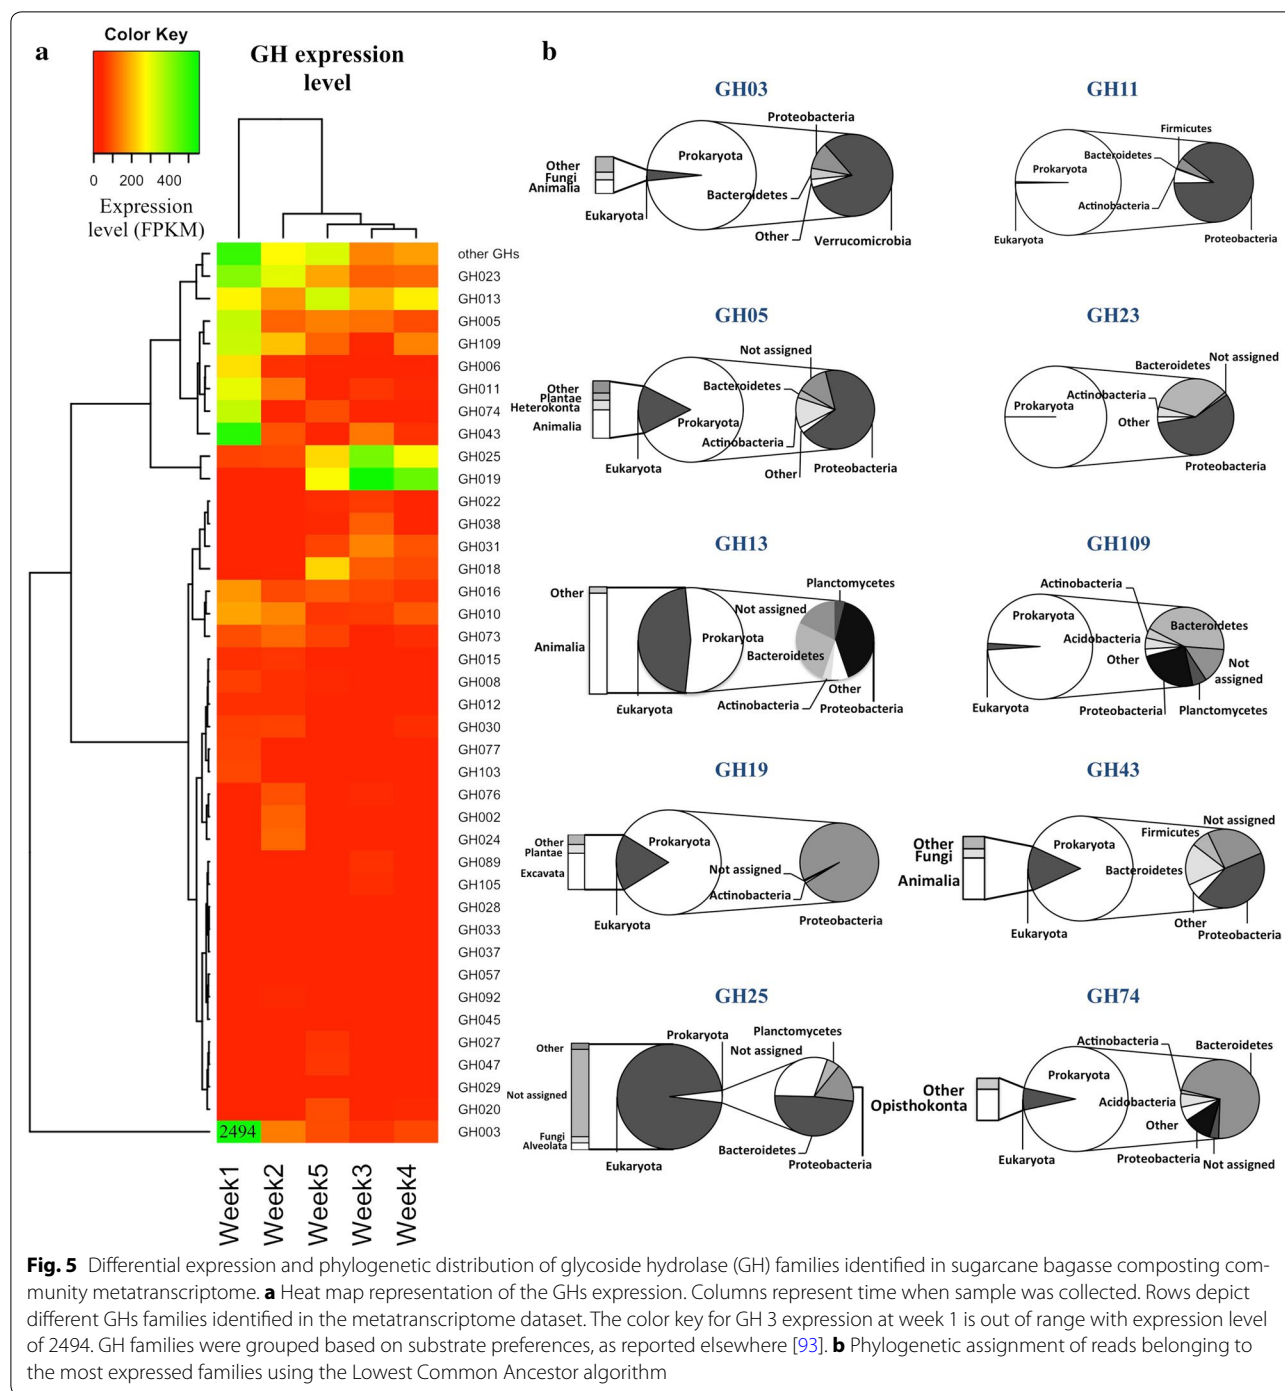 a
Color Key
0 200 400
Expression
level (FPKM)
GH expression
level
other GHs
GH023
GH013
GH005
GH109
GH006
GH011
GH074
GH043
GH025
GH019
GH022
GH038
GH031
GH018
GH016
GH010
GH073
GH015
GH008
GH012
GH030
GH077
GH103
GH076
GH002
GH024
GH089
GH105
GH028
GH033
GH037
GH057
GH092
GH045
GH027
GH047
GH029
GH020
GH003
2494
Week1
Week2
Week5
Week3
Week4
b
GH03
Proteobacteria
Prokaryota
Other
Fungi
Animalia
Bacteroidetes
Eukaryota
Other
Verrucomicrobia
GH11
Firmicutes
Bacteroidetes
Prokaryota
Actinobacteria
Eukaryota
Proteobacteria
GH05
Not assigned
Bacteroidetes
Other
Plantae
Heterokonta
Animalia
Prokaryota
Actinobacteria
Eukaryota
Other
Proteobacteria
GH23
Not assigned
Bacteroidetes
Actinobacteria
Prokaryota
Other
Proteobacteria
GH13
Planctomycetes
Other
Not assigned
Prokaryota
Animalia
Bacteroidetes
Other
Eukaryota
Actinobacteria
Proteobacteria
GH109
Actinobacteria
Prokaryota
Bacteroidetes
Acidobacteria
Other
Not
assigned
Eukaryota
Proteobacteria
Planctomycetes
GH19
Other
Plantae
Excavata
Prokaryota
Not assigned
Actinobacteria
Eukaryota
Proteobacteria
GH43
Not assigned
Firmicutes
Prokaryota
Other
Fungi
Animalia
Bacteroidetes
Other
Eukaryota
Proteobacteria
GH25
Planctomycetes
Prokaryota
Not assigned
Other
Not assigned
Fungi
Alveolata
Bacteroidetes
Eukaryota
Proteobacteria
GH74
Actinobacteria
Bacteroidetes
Prokaryota
Other
Opisthokonta
Acidobacteria
Other
Eukaryota
Proteobacteria
Not assigned
Fig. 5 Differential expression and phylogenetic distribution of glycoside hydrolase (GH) families identified in sugarcane bagasse composting com-
munity metatranscriptome. a Heat map representation of the GHs expression. Columns represent time when sample was collected. Rows depict
different GHs families identified in the metatranscriptome dataset. The color key for GH 3 expression at week 1 is out of range with expression level
of 2494. GH families were grouped based on substrate preferences, as reported elsewhere [93]. b Phylogenetic assignment of reads belonging to
the most expressed families using the Lowest Common Ancestor algorithm